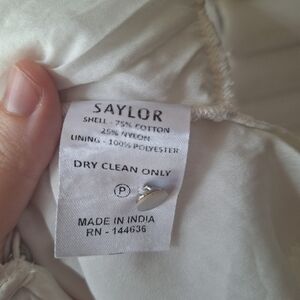 SAYLOR
SHELL - 75% COTTON
25% NYLON
LINING - 100% POLYESTER
DRY CLEAN ONLY
P
MADE IN INDIA
RN - 144636